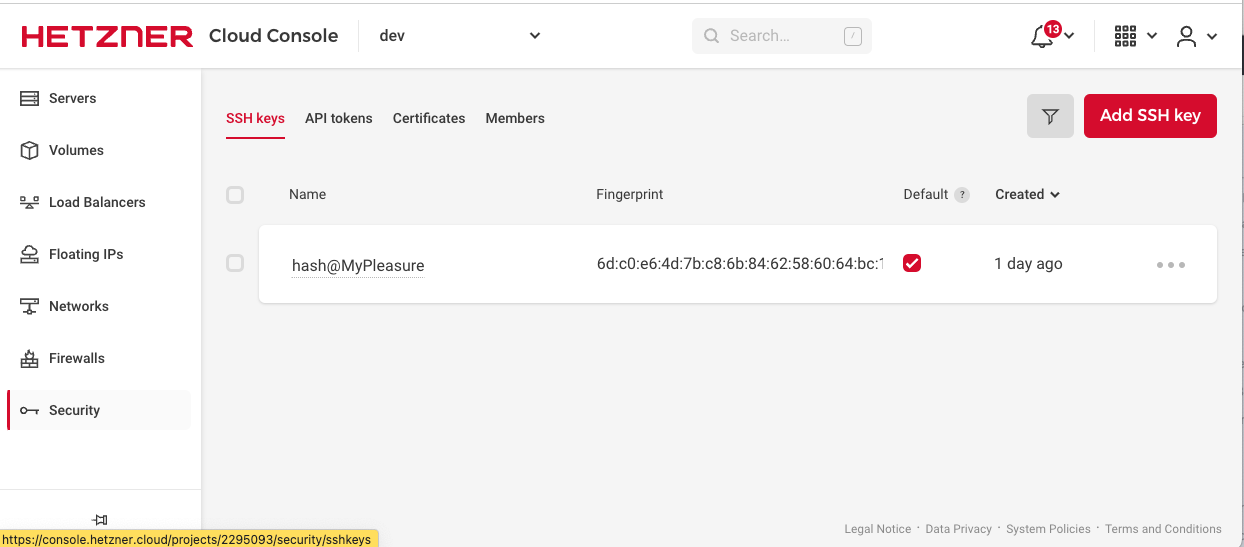 HETZNER Cloud Console dev Search... / 13
Servers
Volumes
Load Balancers
Floating IPs
Networks
Firewalls
Security
SSH keys API tokens Certificates Members Add SSH key
Name Fingerprint Default ? Created
hash@MyPleasure 6d:c0:e6:4d:7b:c8:6b:84:62:58:60:64:bc:1 1 day ago
Legal Notice · Data Privacy · System Policies · Terms and Conditions
https://console.hetzner.cloud/projects/2295093/security/sshkeys